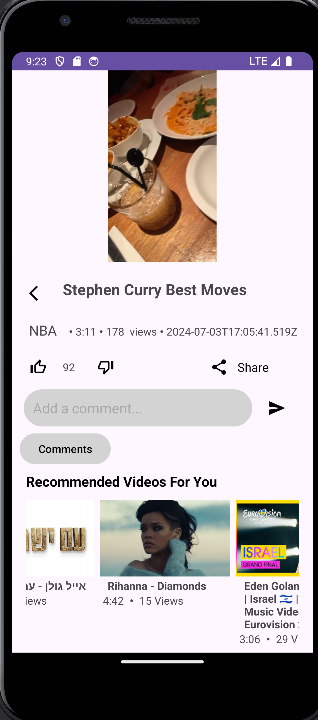 9:23 LTE
Stephen Curry Best Moves
NBA • 3:11 • 178 views • 2024-07-03T17:05:41.519Z
92 Share
Add a comment...
Comments
Recommended Videos For You
EUROVISION
ISRAEL
GRAND FINAL
אייל גולן - עם
iews
Rihanna - Diamonds
4:42 • 15 Views
Eden Golan
| Israel 🇮🇱 |
Music Vide
Eurovision
3:06 • 29 V